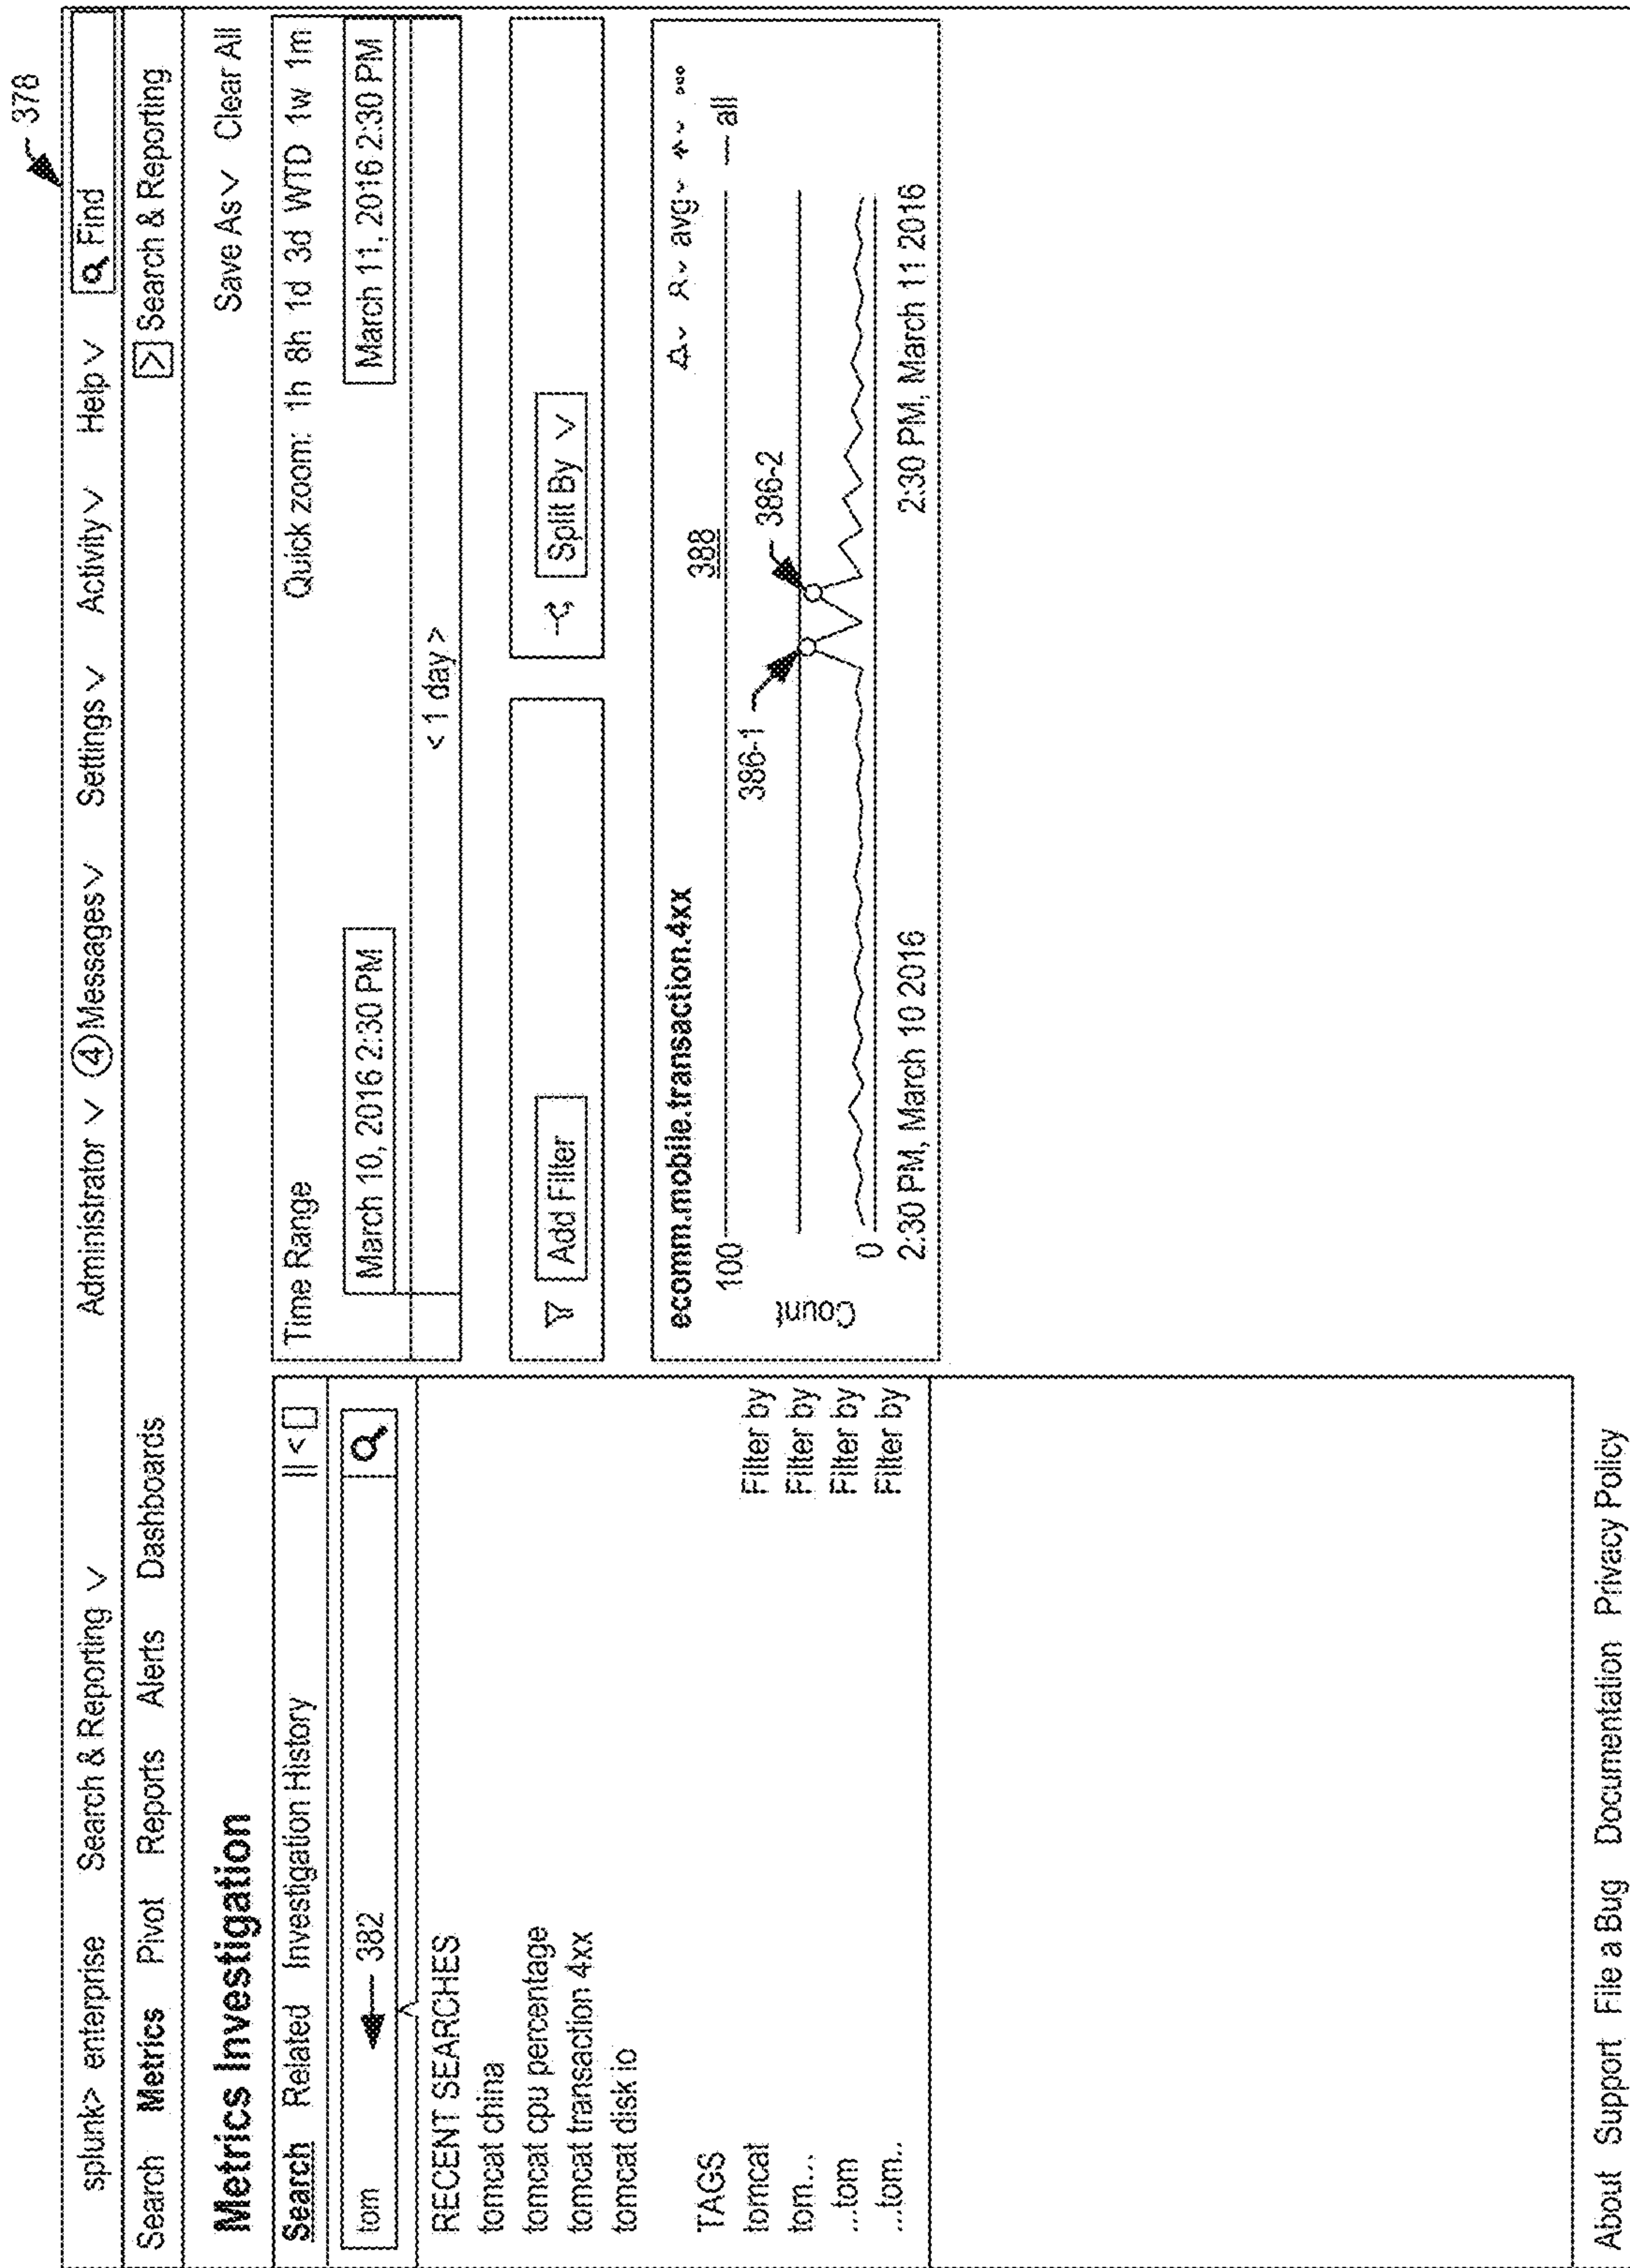 378
splunk> enterprise Search & Reporting ∨ Administrator ∨ 4 Messages ∨ Settings ∨ Activity ∨ Help ∨ Find
Search Metrics Pivot Reports Alerts Dashboards > Search & Reporting
Metrics Investigation Save As ∨ Clear All
Search Related Investigation History || <
tom 382
RECENT SEARCHES
tomcat china
tomcat cpu percentage
tomcat transaction 4xx
tomcat disk io
TAGS
tomcat Filter by
tom... Filter by
...tom Filter by
...tom.. Filter by
Time Range Quick zoom: 1h 8h 1d 3d WTD 1w 1m
March 10, 2016 2:30 PM March 11, 2016 2:30 PM
< 1 day >
Add Filter Split By ∨
ecomm.mobile.transaction.4xx avg ∨ ...
388 — all
100
Count
386-1 386-2
0
2:30 PM, March 10 2016 2:30 PM, March 11 2016
About Support File a Bug Documentation Privacy Policy